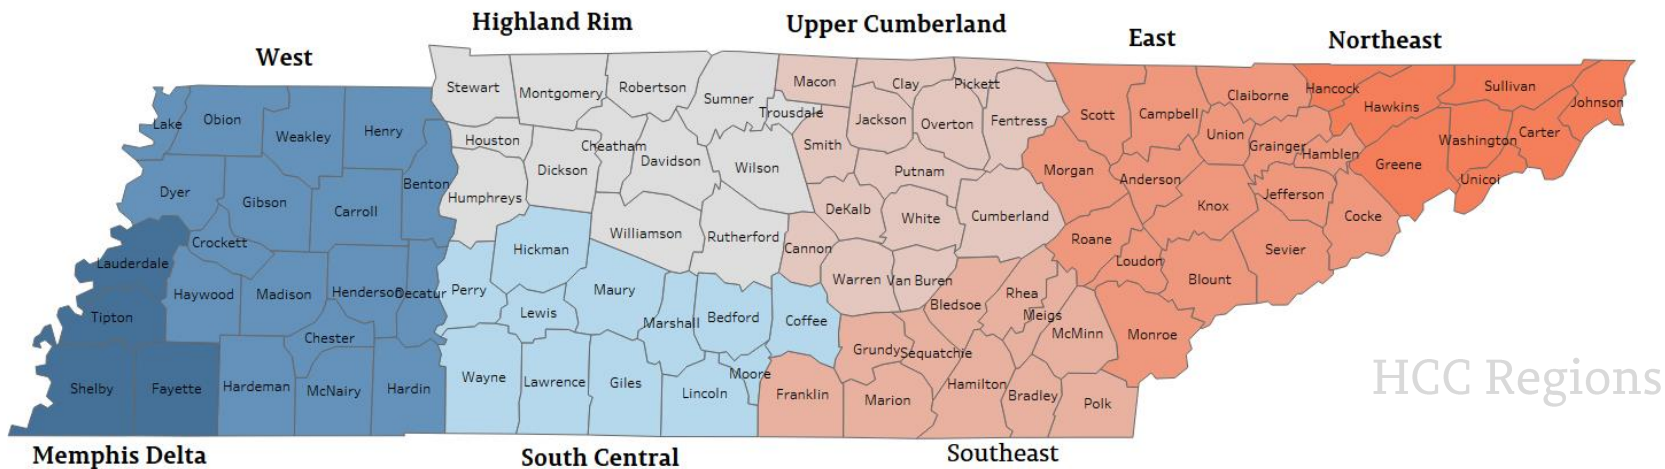 Highland Rim
Upper Cumberland
East
Northeast
West
Stewart
Montgomery
Robertson
Sumner
Macon
Clay
Pickett
Trousdale
Jackson
Overton
Fentress
Scott
Campbell
Claiborne
Hancock
Hawkins
Sullivan
Johnson
Lake
Obion
Weakley
Henry
Houston
Cheatham
Dickson
Davidson
Wilson
Smith
Putnam
Morgan
Anderson
Union
Grainger
Hamblen
Greene
Washington
Carter
Unicoi
Dyer
Gibson
Carroll
Benton
Humphreys
Williamson
Rutherford
DeKalb
White
Cumberland
Cannon
Knox
Jefferson
Cocke
Crockett
Hickman
Roane
Loudon
Sevier
Lauderdale
Haywood
Madison
Henderson
Decatur
Perry
Lewis
Maury
Marshall
Bedford
Coffee
Warren
Van Buren
Bledsoe
Rhea
Meigs
McMinn
Monroe
Blount
Tipton
Chester
Grundy
Sequatchie
Shelby
Fayette
Hardeman
McNairy
Hardin
Wayne
Lawrence
Giles
Lincoln
Moore
Franklin
Marion
Hamilton
Bradley
Polk
HCC Regions
Memphis Delta
South Central
Southeast